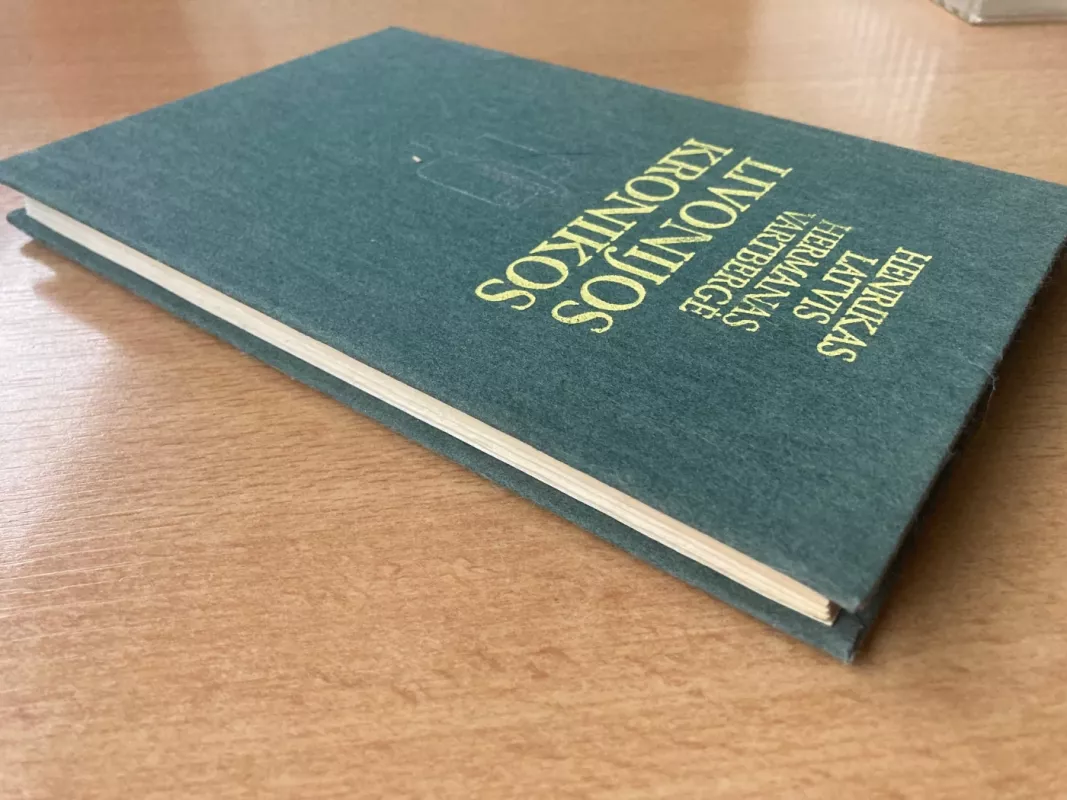 HENRIKAS
LATVIS
HERMANAS
VARTBERGĖ
LIVONIJOS
KRONIKOS